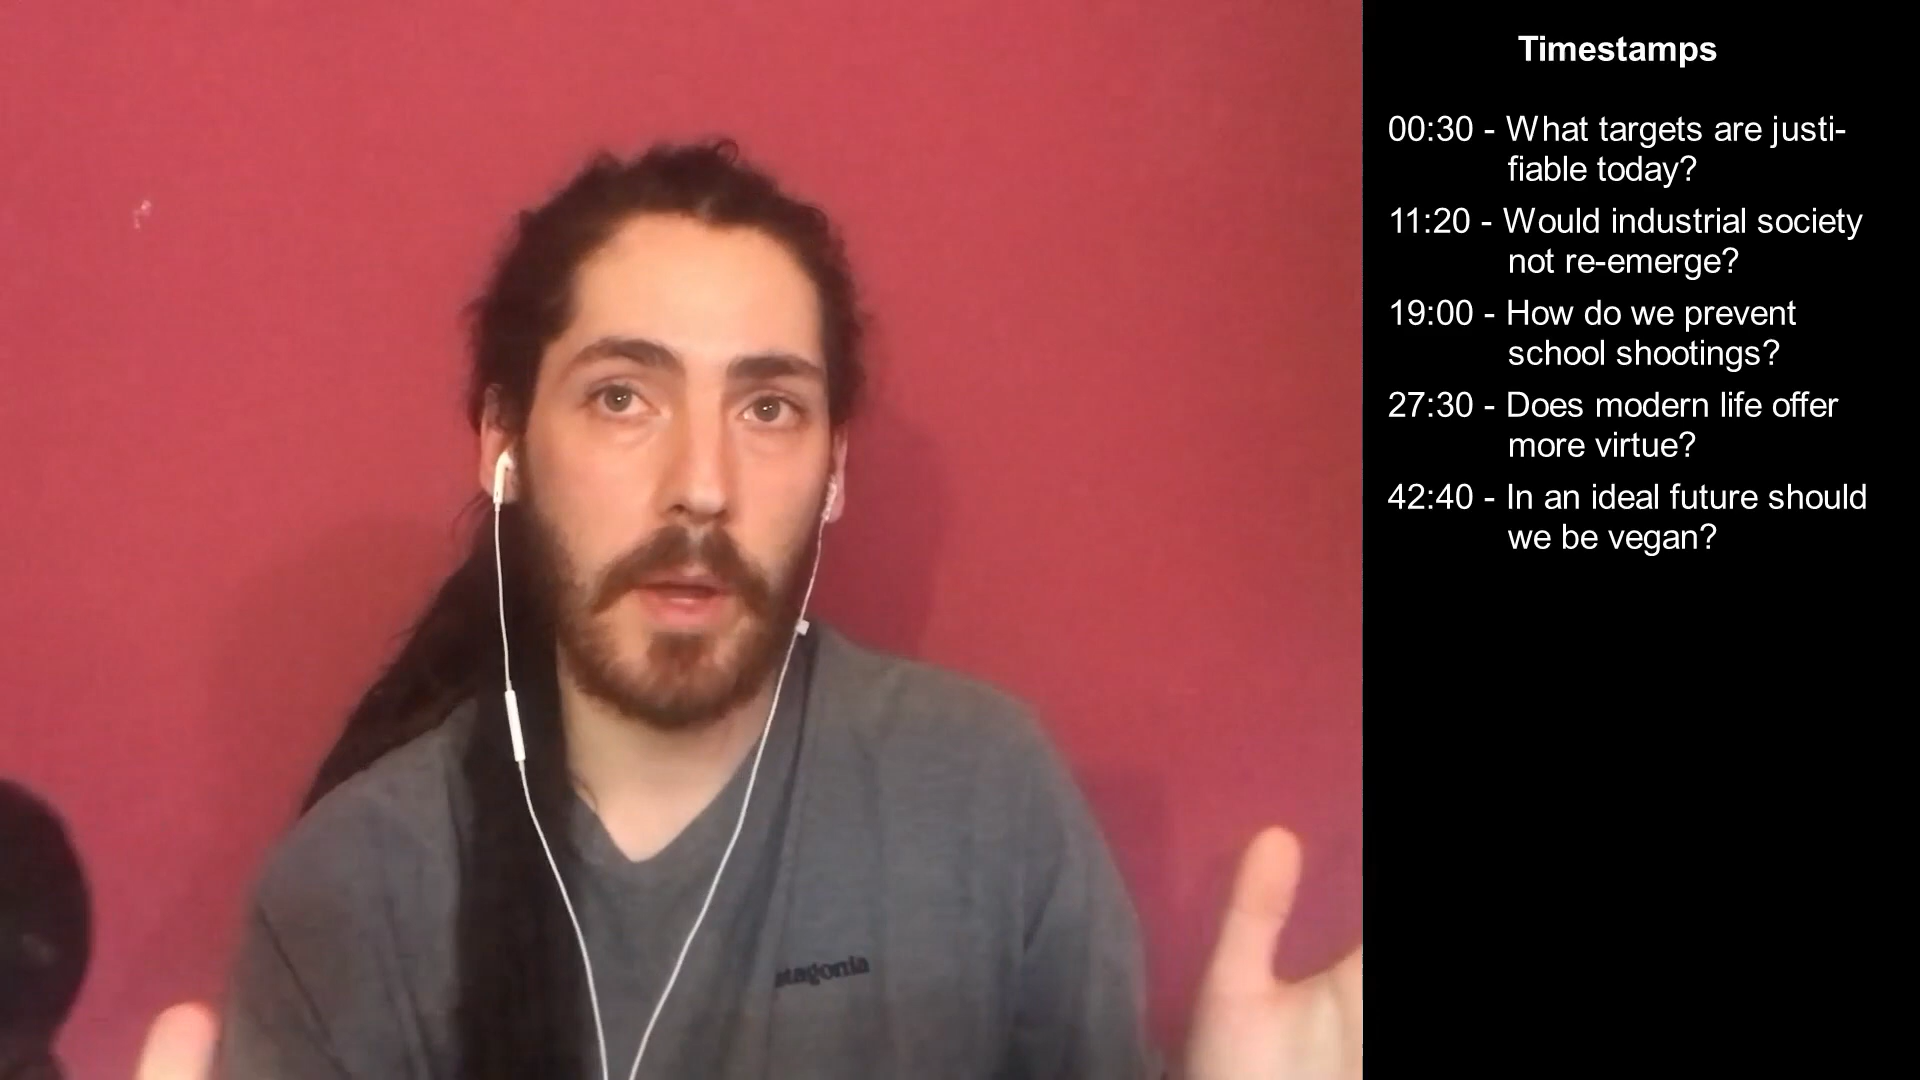 Timestamps
00:30 - What targets are justi-
fiable today?
11:20 - Would industrial society
not re-emerge?
19:00 - How do we prevent
school shootings?
27:30 - Does modern life offer
more virtue?
42:40 - In an ideal future should
we be vegan?
patagonia